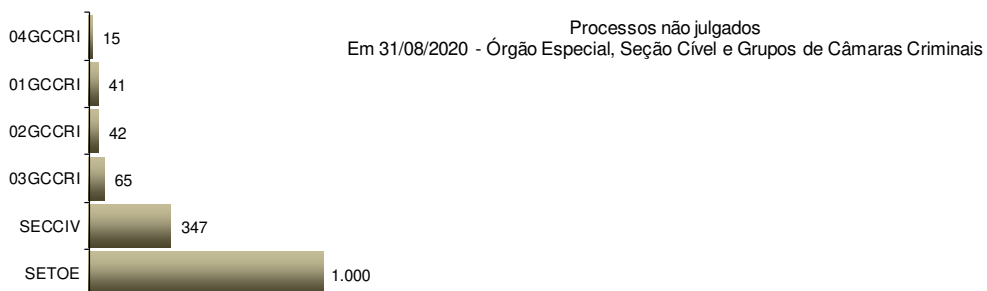 Processos não julgados
Em 31/08/2020 - Órgão Especial, Seção Cível e Grupos de Câmaras Criminais
04GCCRI 15
01GCCRI 41
02GCCRI 42
03GCCRI 65
SECCIV 347
SETOE 1.000